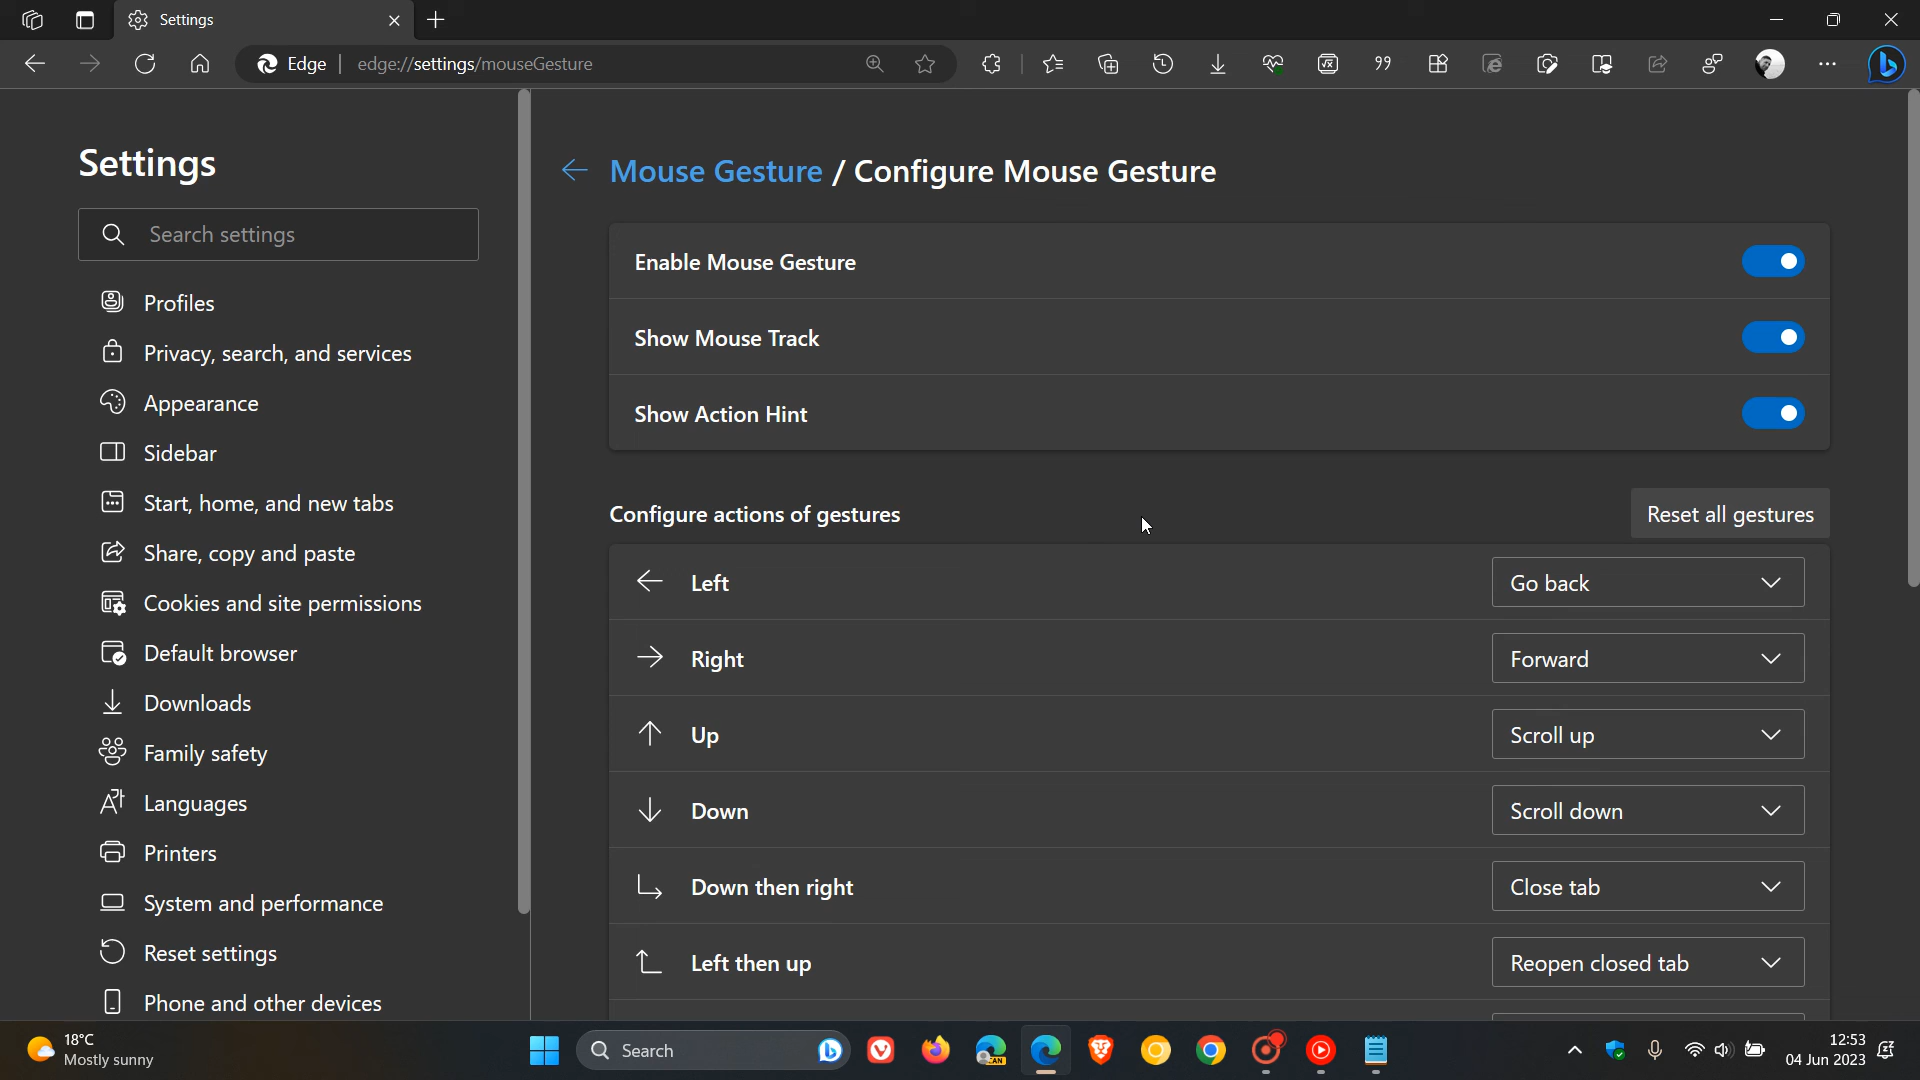 Settings
Edge
edge://settings/mouseGesture
Settings
Search settings
Profiles
Privacy, search, and services
Appearance
Sidebar
Start, home, and new tabs
Share, copy and paste
Cookies and site permissions
Default browser
Downloads
Family safety
Languages
Printers
System and performance
Reset settings
Phone and other devices
Mouse Gesture / Configure Mouse Gesture
Enable Mouse Gesture
Show Mouse Track
Show Action Hint
Configure actions of gestures
Reset all gestures
Left
Go back
Right
Forward
Up
Scroll up
Down
Scroll down
Down then right
Close tab
Left then up
Reopen closed tab
18°C
Mostly sunny
Search
CAN
12:53
04 Jun 2023